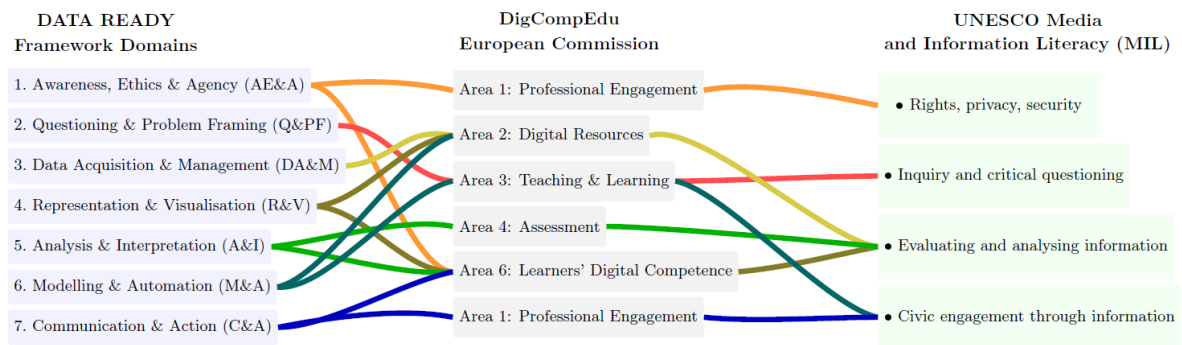 DATA READY
Framework Domains
1. Awareness, Ethics & Agency (AE&A)
2. Questioning & Problem Framing (Q&PF)
3. Data Acquisition & Management (DA&M)
4. Representation & Visualisation (R&V)
5. Analysis & Interpretation (A&I)
6. Modelling & Automation (M&A)
7. Communication & Action (C&A)
DigCompEdu
European Commission
Area 1: Professional Engagement
Area 2: Digital Resources
Area 3: Teaching & Learning
Area 4: Assessment
Area 6: Learners' Digital Competence
Area 1: Professional Engagement
UNESCO Media
and Information Literacy (MIL)
• Rights, privacy, security
• Inquiry and critical questioning
• Evaluating and analysing information
• Civic engagement through information